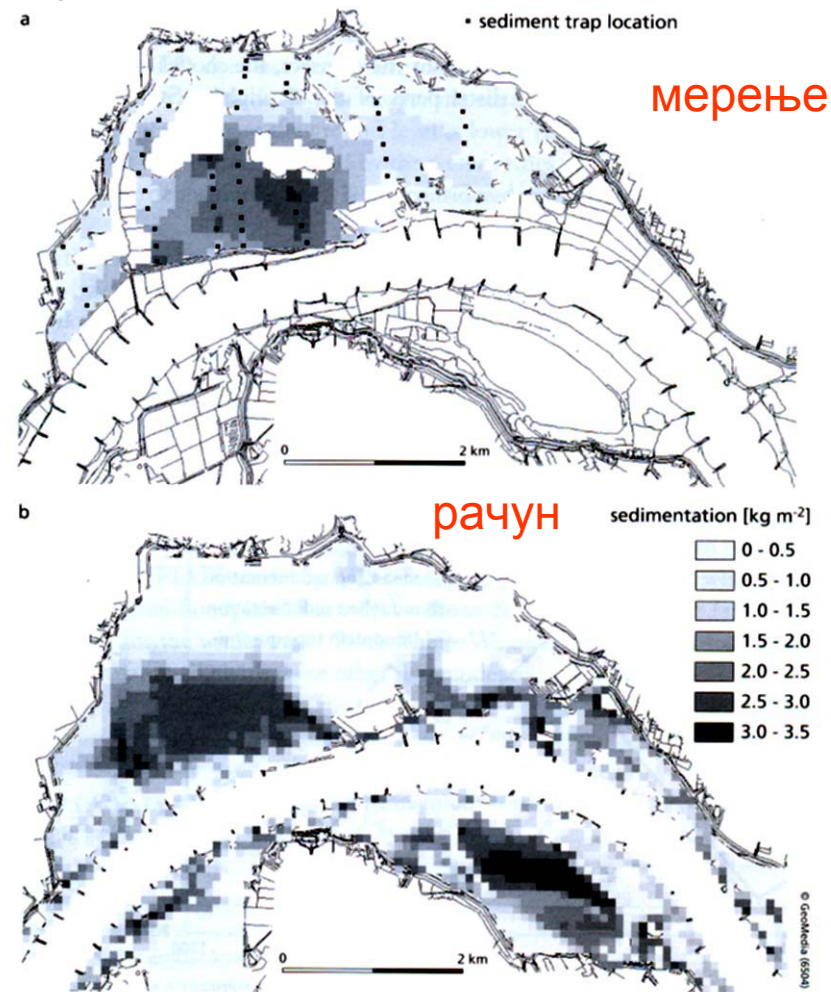 a
• sediment trap location
мерење
0 2 km
b
рачун
sedimentation [kg m-2]
0 - 0.5
0.5 - 1.0
1.0 - 1.5
1.5 - 2.0
2.0 - 2.5
2.5 - 3.0
3.0 - 3.5
0 2 km
© GeoMedia (6504)